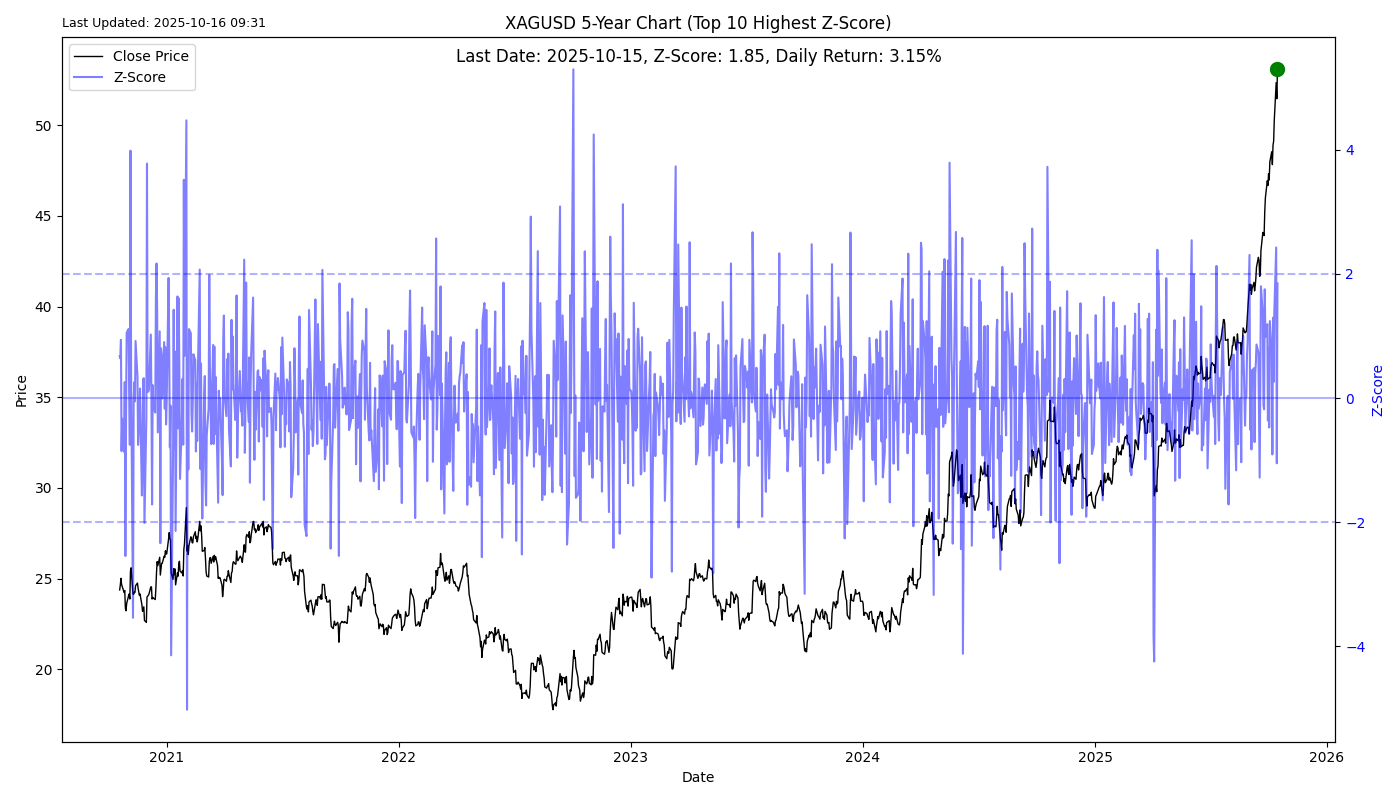 Last Updated: 2025-10-16 09:31
XAGUSD 5-Year Chart (Top 10 Highest Z-Score)
Last Date: 2025-10-15, Z-Score: 1.85, Daily Return: 3.15%
Close Price
Z-Score
50
45
40
35
30
25
20
Price
4
2
0
−2
−4
Z-Score
2021
2022
2023
2024
2025
2026
Date